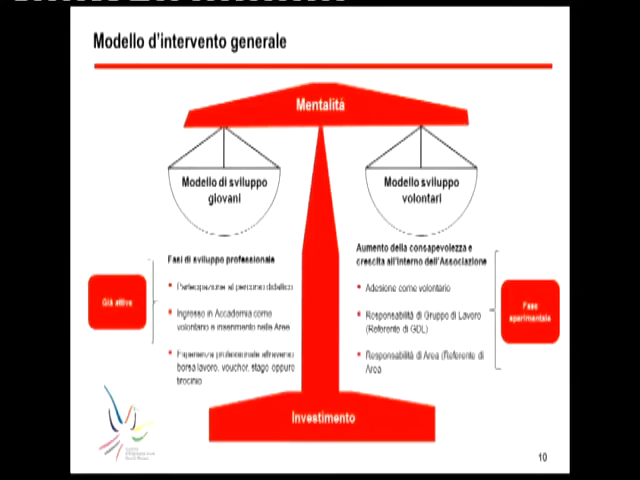 Modello d'intervento generale
Mentalità
Modello di sviluppo
giovani
Modello sviluppo
volontari
Fasi di sviluppo professionale
Partecipazione al percorso didattico
Ingresso in Accademia come
volontario e inserimento nelle Area
Esperienza professionale attraverso
borsa lavoro, voucher, stage oppure
tirocinio
Già attivo
Aumento della consapevolezza e
crescita all'interno dell'Associazione
Adesione come volontario
Responsabilità di Gruppo di Lavoro
(Referente di GDL)
Responsabilità di Area (Referente di
Area
Fase
sperimentale
Investimento
10